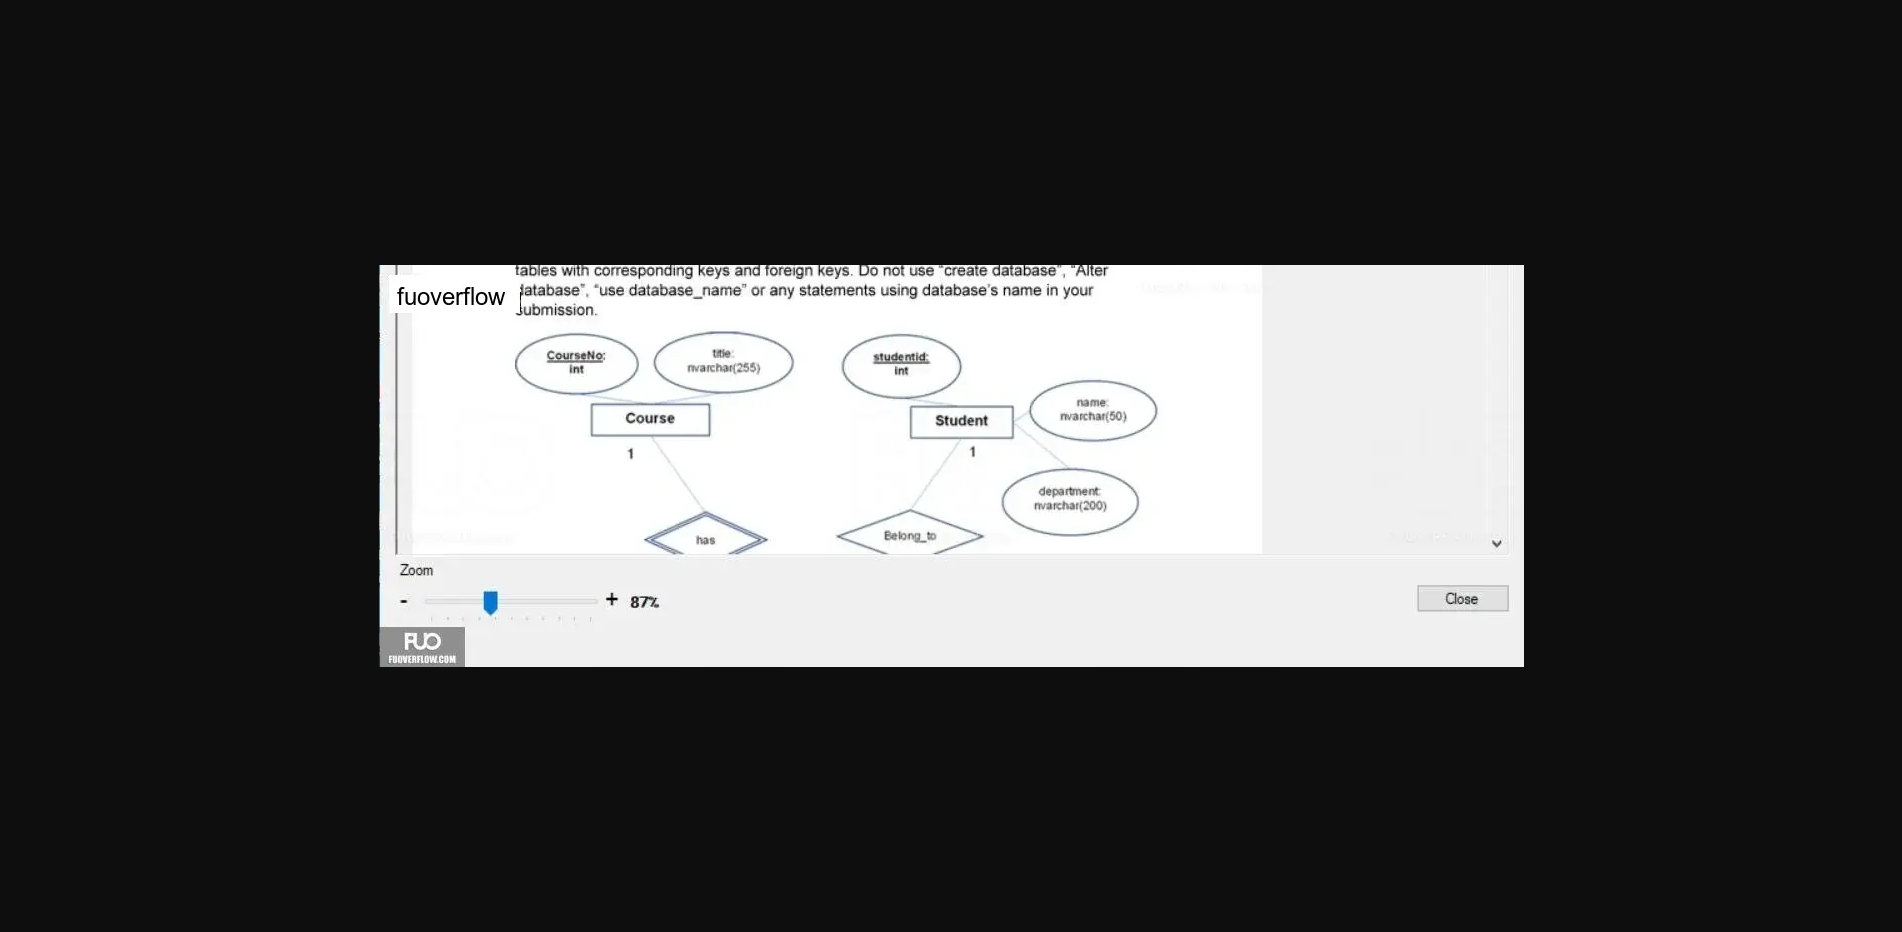 tables with corresponding keys and foreign keys. Do not use "create database", "Alter
database", "use database_name" or any statements using database's name in your
submission.
fuoverflow
CourseNo:
int
title:
nvarchar(255)
studentid:
int
name:
nvarchar(50)
Course
Student
1
1
department:
nvarchar(200)
has
Belong_to
Zoom
-
+ 87%
Close
FUO
FUOVERFLOW.COM